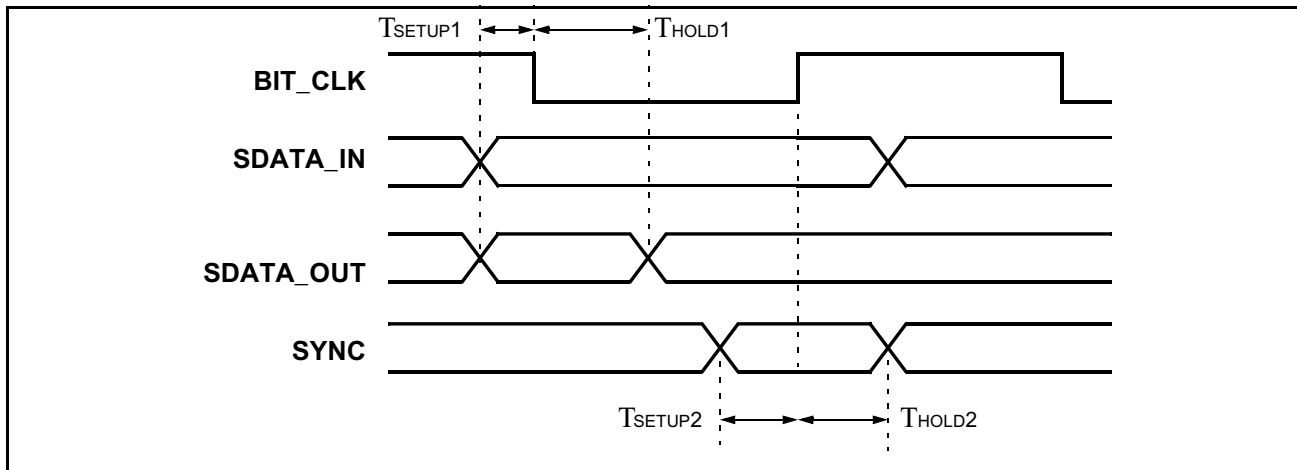 TSETUP1 THOLD1
BIT_CLK
SDATA_IN
SDATA_OUT
SYNC
TSETUP2 THOLD2